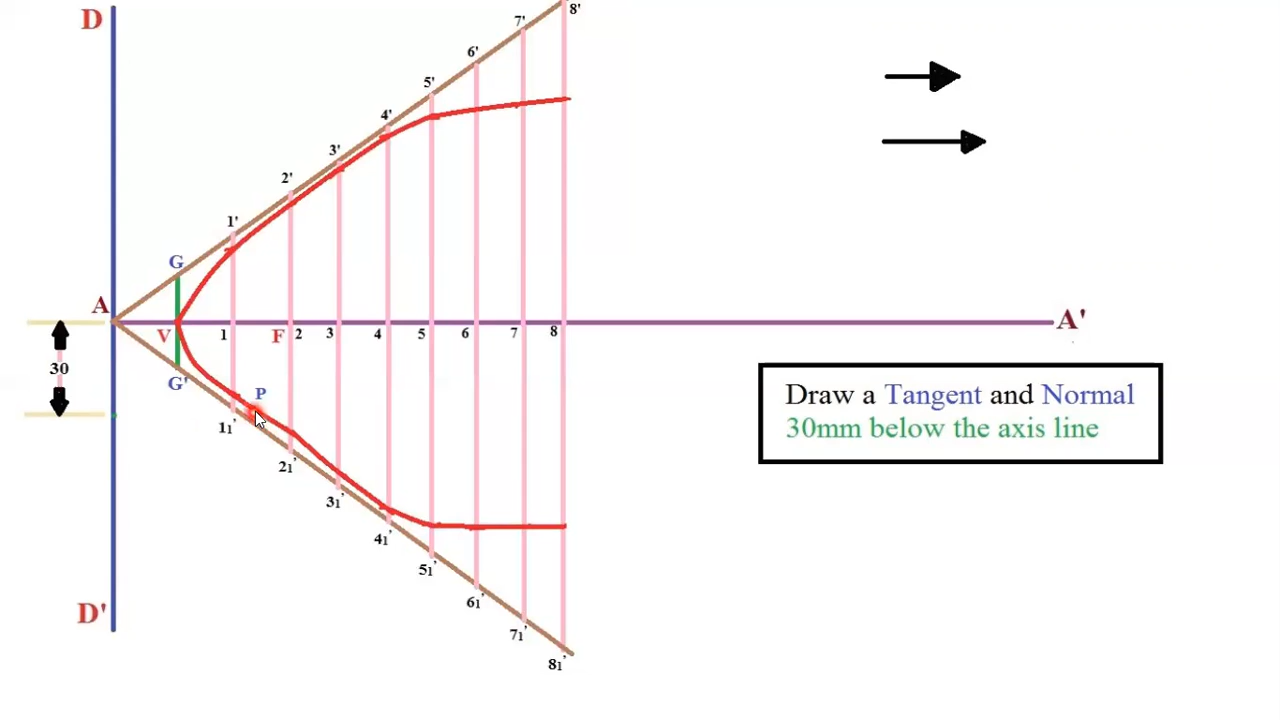 D
8'
7'
6'
5'
4'
3'
2'
1'
G
A
V 1 F 2 3 4 5 6 7 8 A'
30
G'
P
1₁'
2₁'
3₁'
4₁'
5₁'
6₁'
7₁'
8₁'
D'
Draw a Tangent and Normal
30mm below the axis line